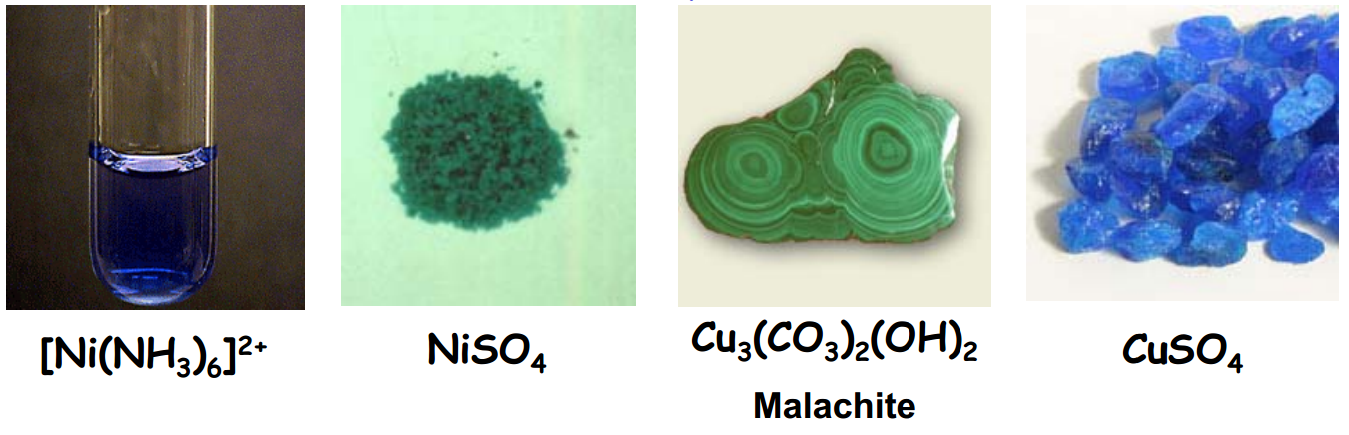 [Ni(NH₃)₆]²⁺
NiSO₄
Cu₃(CO₃)₂(OH)₂
CuSO₄
Malachite